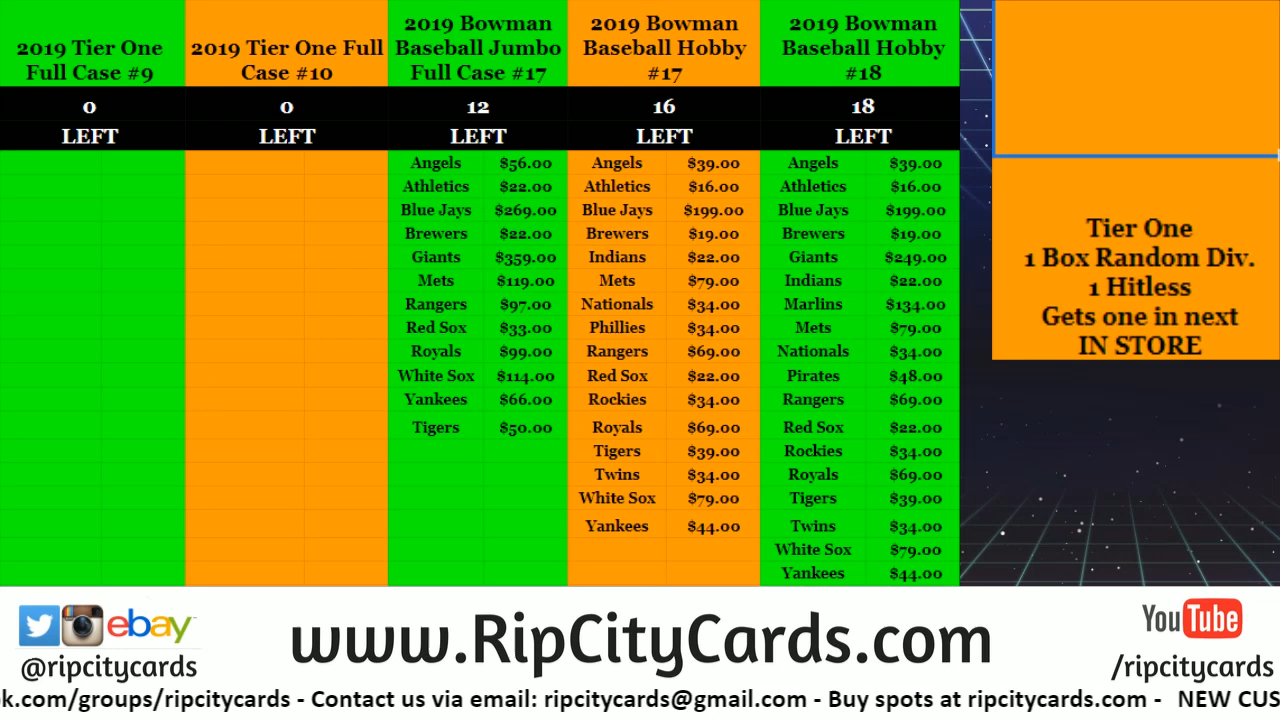 2019 Tier One
Full Case #9
0
LEFT
2019 Tier One Full
Case #10
0
LEFT
2019 Bowman
Baseball Jumbo
Full Case #17
12
LEFT
Angels $56.00
Athletics $22.00
Blue Jays $269.00
Brewers $22.00
Giants $359.00
Mets $119.00
Rangers $97.00
Red Sox $33.00
Royals $99.00
White Sox $114.00
Yankees $66.00
Tigers $50.00
2019 Bowman
Baseball Hobby
#17
16
LEFT
Angels $39.00
Athletics $16.00
Blue Jays $199.00
Brewers $19.00
Indians $22.00
Mets $79.00
Nationals $34.00
Phillies $34.00
Rangers $69.00
Red Sox $22.00
Rockies $34.00
Royals $69.00
Tigers $39.00
Twins $34.00
White Sox $79.00
Yankees $44.00
2019 Bowman
Baseball Hobby
#18
18
LEFT
Angels $39.00
Athletics $16.00
Blue Jays $199.00
Brewers $19.00
Giants $249.00
Indians $22.00
Marlins $134.00
Mets $79.00
Nationals $34.00
Pirates $48.00
Rangers $69.00
Red Sox $22.00
Rockies $34.00
Royals $69.00
Tigers $39.00
Twins $34.00
White Sox $79.00
Yankees $44.00
Tier One
1 Box Random Div.
1 Hitless
Gets one in next
IN STORE
ebay
@ripcitycards
www.RipCityCards.com
YouTube
/ripcitycards
ok.com/groups/ripcitycards - Contact us via email: ripcitycards@gmail.com - Buy spots at ripcitycards.com - NEW CUS